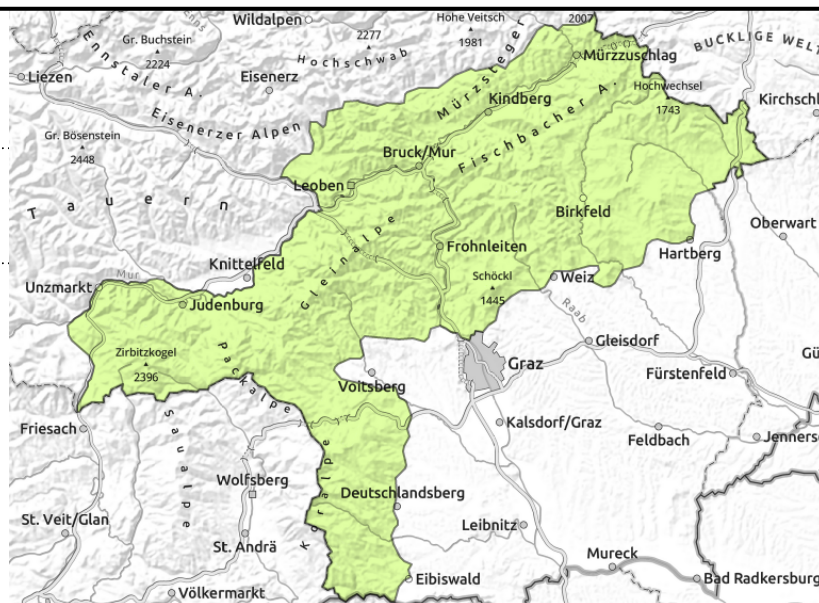 Wildalpen
Hohe Veitsch
1981
2007
Enns
Gr. Buchstein
2224
2277
Hochschwab
Mürzzuschlag
BUCKLIGE WELT
Ennstaler A.
Liezen
Eisenerz
Mürzsteger
Hochwechsel
1743
Kirchschl
Kindberg
Eisenerzer Alpen
Fischbacher A.
Gr. Bösenstein
2448
Bruck/Mur
Leoben
Tauern
Birkfeld
Oberwart
Frohnleiten
Hartberg
Knittelfeld
Gleinalpe
Schöckl
1445
Weiz
Unzmarkt
Mur
Judenburg
Raab
Zirbitzkogel
2396
Packalpe
Graz
Gleisdorf
Gü
Voitsberg
Fürstenfeld
Friesach
Saualpe
Kalsdorf/Graz
Feldbach
Jennersd
Wolfsberg
Koralpe
Deutschlandsberg
St. Veit/Glan
Leibnitz
St. Andrä
Mureck
Eibiswald
Bad Radkersburg
Völkermarkt